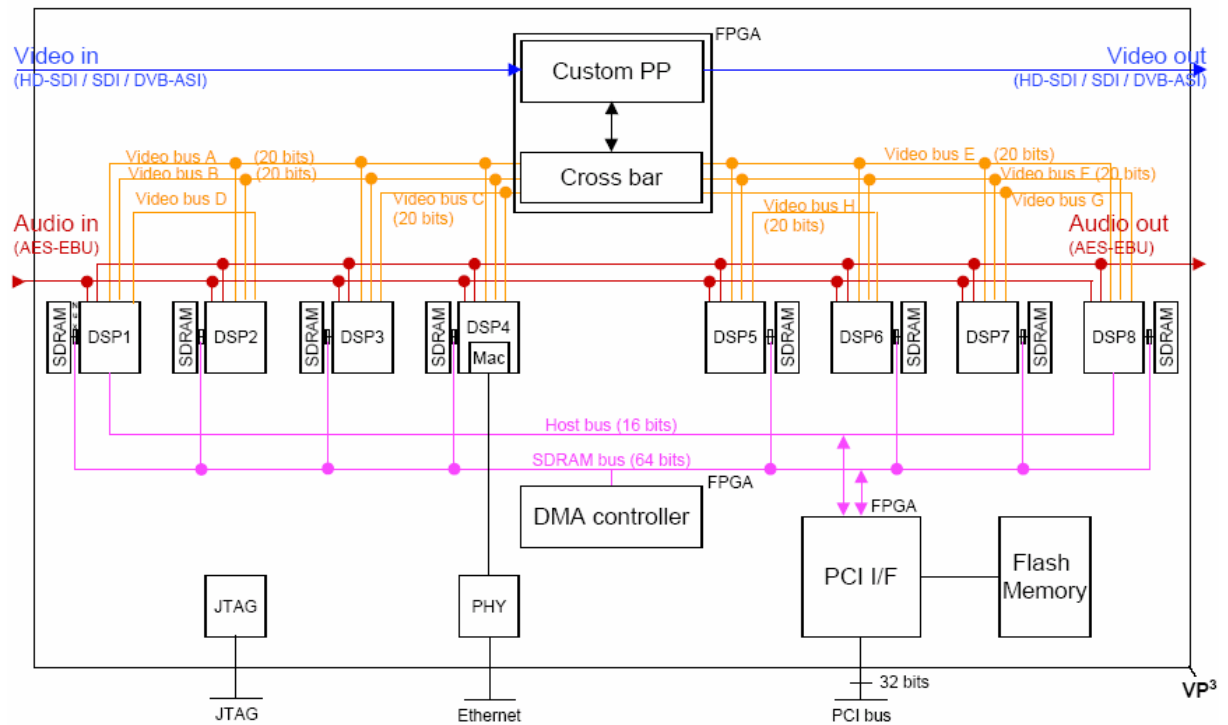 FPGA
Video in
(HD-SDI / SDI / DVB-ASI)
Custom PP
Video out
(HD-SDI / SDI / DVB-ASI)
Cross bar
Video bus A (20 bits)
Video bus B (20 bits)
Video bus D
Video bus C
(20 bits)
Video bus E (20 bits)
Video bus F (20 bits)
Video bus G
Video bus H
(20 bits)
Audio in
(AES-EBU)
Audio out
(AES-EBU)
SDRAM
DSP1
SDRAM
DSP2
SDRAM
DSP3
SDRAM
DSP4
Mac
DSP5
SDRAM
DSP6
SDRAM
DSP7
SDRAM
DSP8
SDRAM
Host bus (16 bits)
SDRAM bus (64 bits)
FPGA
DMA controller
FPGA
PCI I/F
Flash
Memory
JTAG
PHY
32 bits
VP³
JTAG
Ethernet
PCI bus